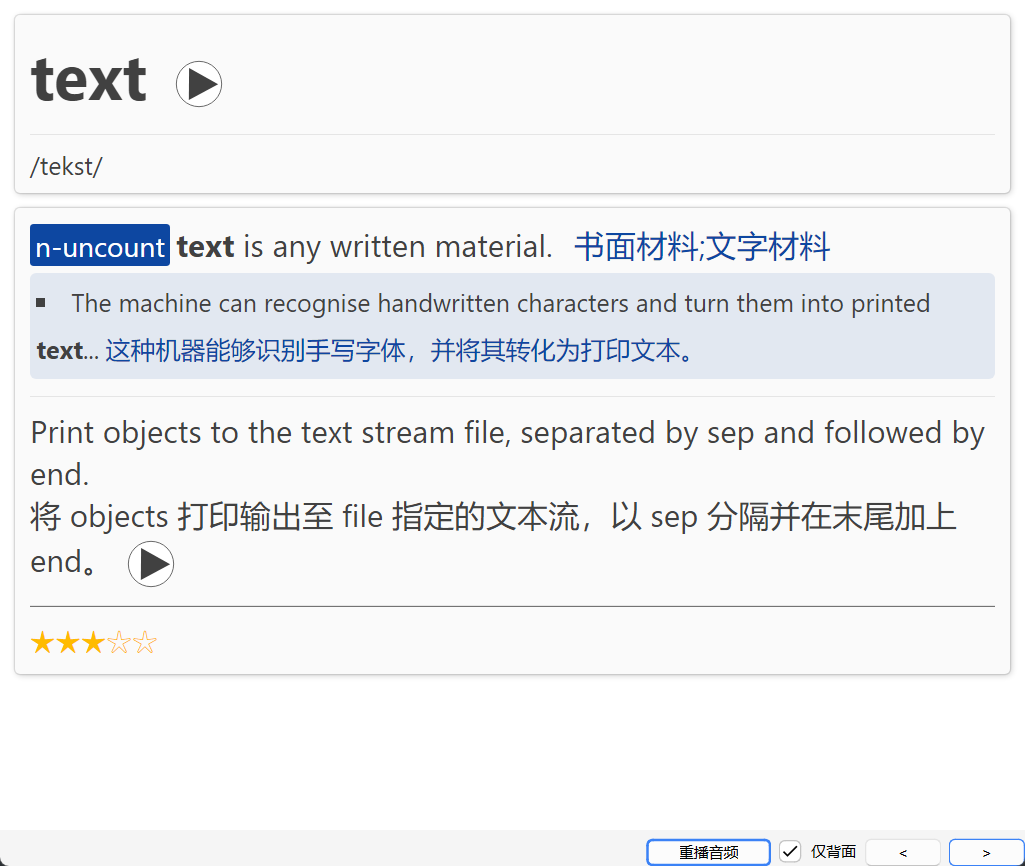 text
/tekst/
n-uncount text is any written material. 书面材料;文字材料
▪ The machine can recognise handwritten characters and turn them into printed
text... 这种机器能够识别手写字体，并将其转化为打印文本。
Print objects to the text stream file, separated by sep and followed by
end.
将 objects 打印输出至 file 指定的文本流，以 sep 分隔并在末尾加上
end。
★★★☆☆
重播音频 仅背面 < >